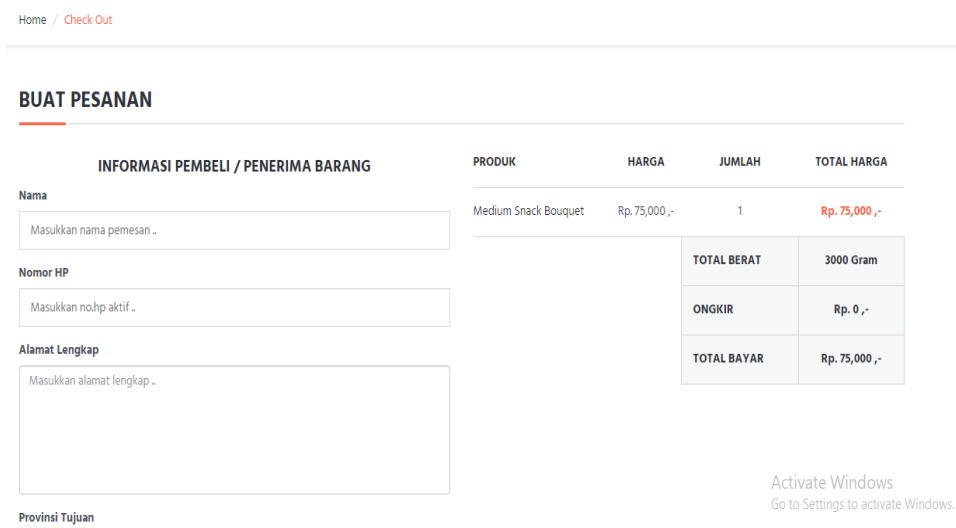 Home / Check Out
BUAT PESANAN
INFORMASI PEMBELI / PENERIMA BARANG
Nama
Masukkan nama pemesan ..
Nomor HP
Masukkan no.hp aktif ..
Alamat Lengkap
Masukkan alamat lengkap ..
Provinsi Tujuan
PRODUK HARGA JUMLAH TOTAL HARGA
Medium Snack Bouquet Rp. 75,000 ,- 1 Rp. 75,000 ,-
TOTAL BERAT 3000 Gram
ONGKIR Rp. 0 ,-
TOTAL BAYAR Rp. 75,000 ,-
Activate Windows
Go to Settings to activate Windows.